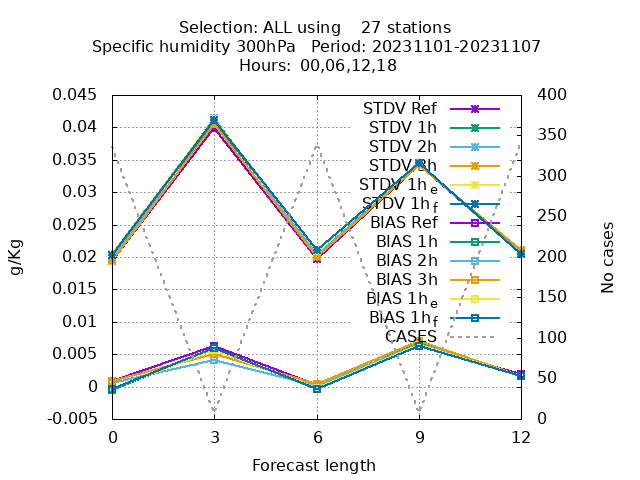 Selection: ALL using    27 stations
Specific humidity 300hPa   Period: 20231101-20231107
Hours: 00,06,12,18
0.045
0.04
0.035
0.03
0.025
0.02
0.015
0.01
0.005
0
-0.005
g/Kg
STDV Ref
STDV 1h
STDV 2h
STDV 3h
STDV 1he
STDV 1hf
BIAS Ref
BIAS 1h
BIAS 2h
BIAS 3h
BIAS 1he
BIAS 1hf
CASES
400
350
300
250
200
150
100
50
0
No cases
0 3 6 9 12
Forecast length